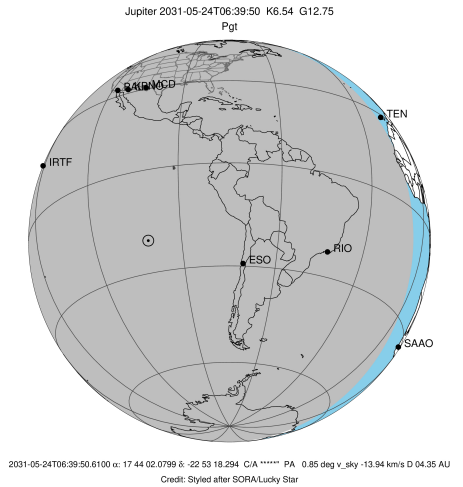 Jupiter 2031-05-24T06:39:50 K6.54 G12.75
Pgt
MCD
TEN
IRTF
RIO
ESO
SAAO
2031-05-24T06:39:50.6100 α: 17 44 02.0799 δ: -22 53 18.294 C/A *****" PA 0.85 deg v_sky -13.94 km/s D 04.35 AU
Credit: Styled after SORA/Lucky Star